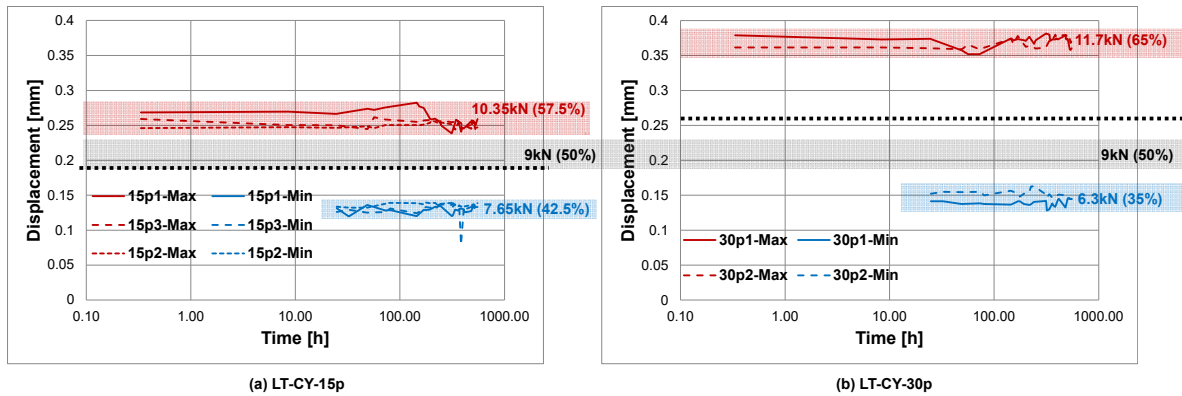 0.4
0.35
0.3
0.25
0.2
0.15
0.1
0.05
0
Displacement [mm]
10.35kN (57.5%)
9kN (50%)
7.65kN (42.5%)
15p1-Max
15p1-Min
15p3-Max
15p3-Min
15p2-Max
15p2-Min
0.10
1.00
10.00
100.00
1000.00
Time [h]
(a) LT-CY-15p
0.4
0.35
0.3
0.25
0.2
0.15
0.1
0.05
0
Displacement [mm]
11.7kN (65%)
9kN (50%)
6.3kN (35%)
30p1-Max
30p1-Min
30p2-Max
30p2-Min
0.10
1.00
10.00
100.00
1000.00
Time [h]
(b) LT-CY-30p